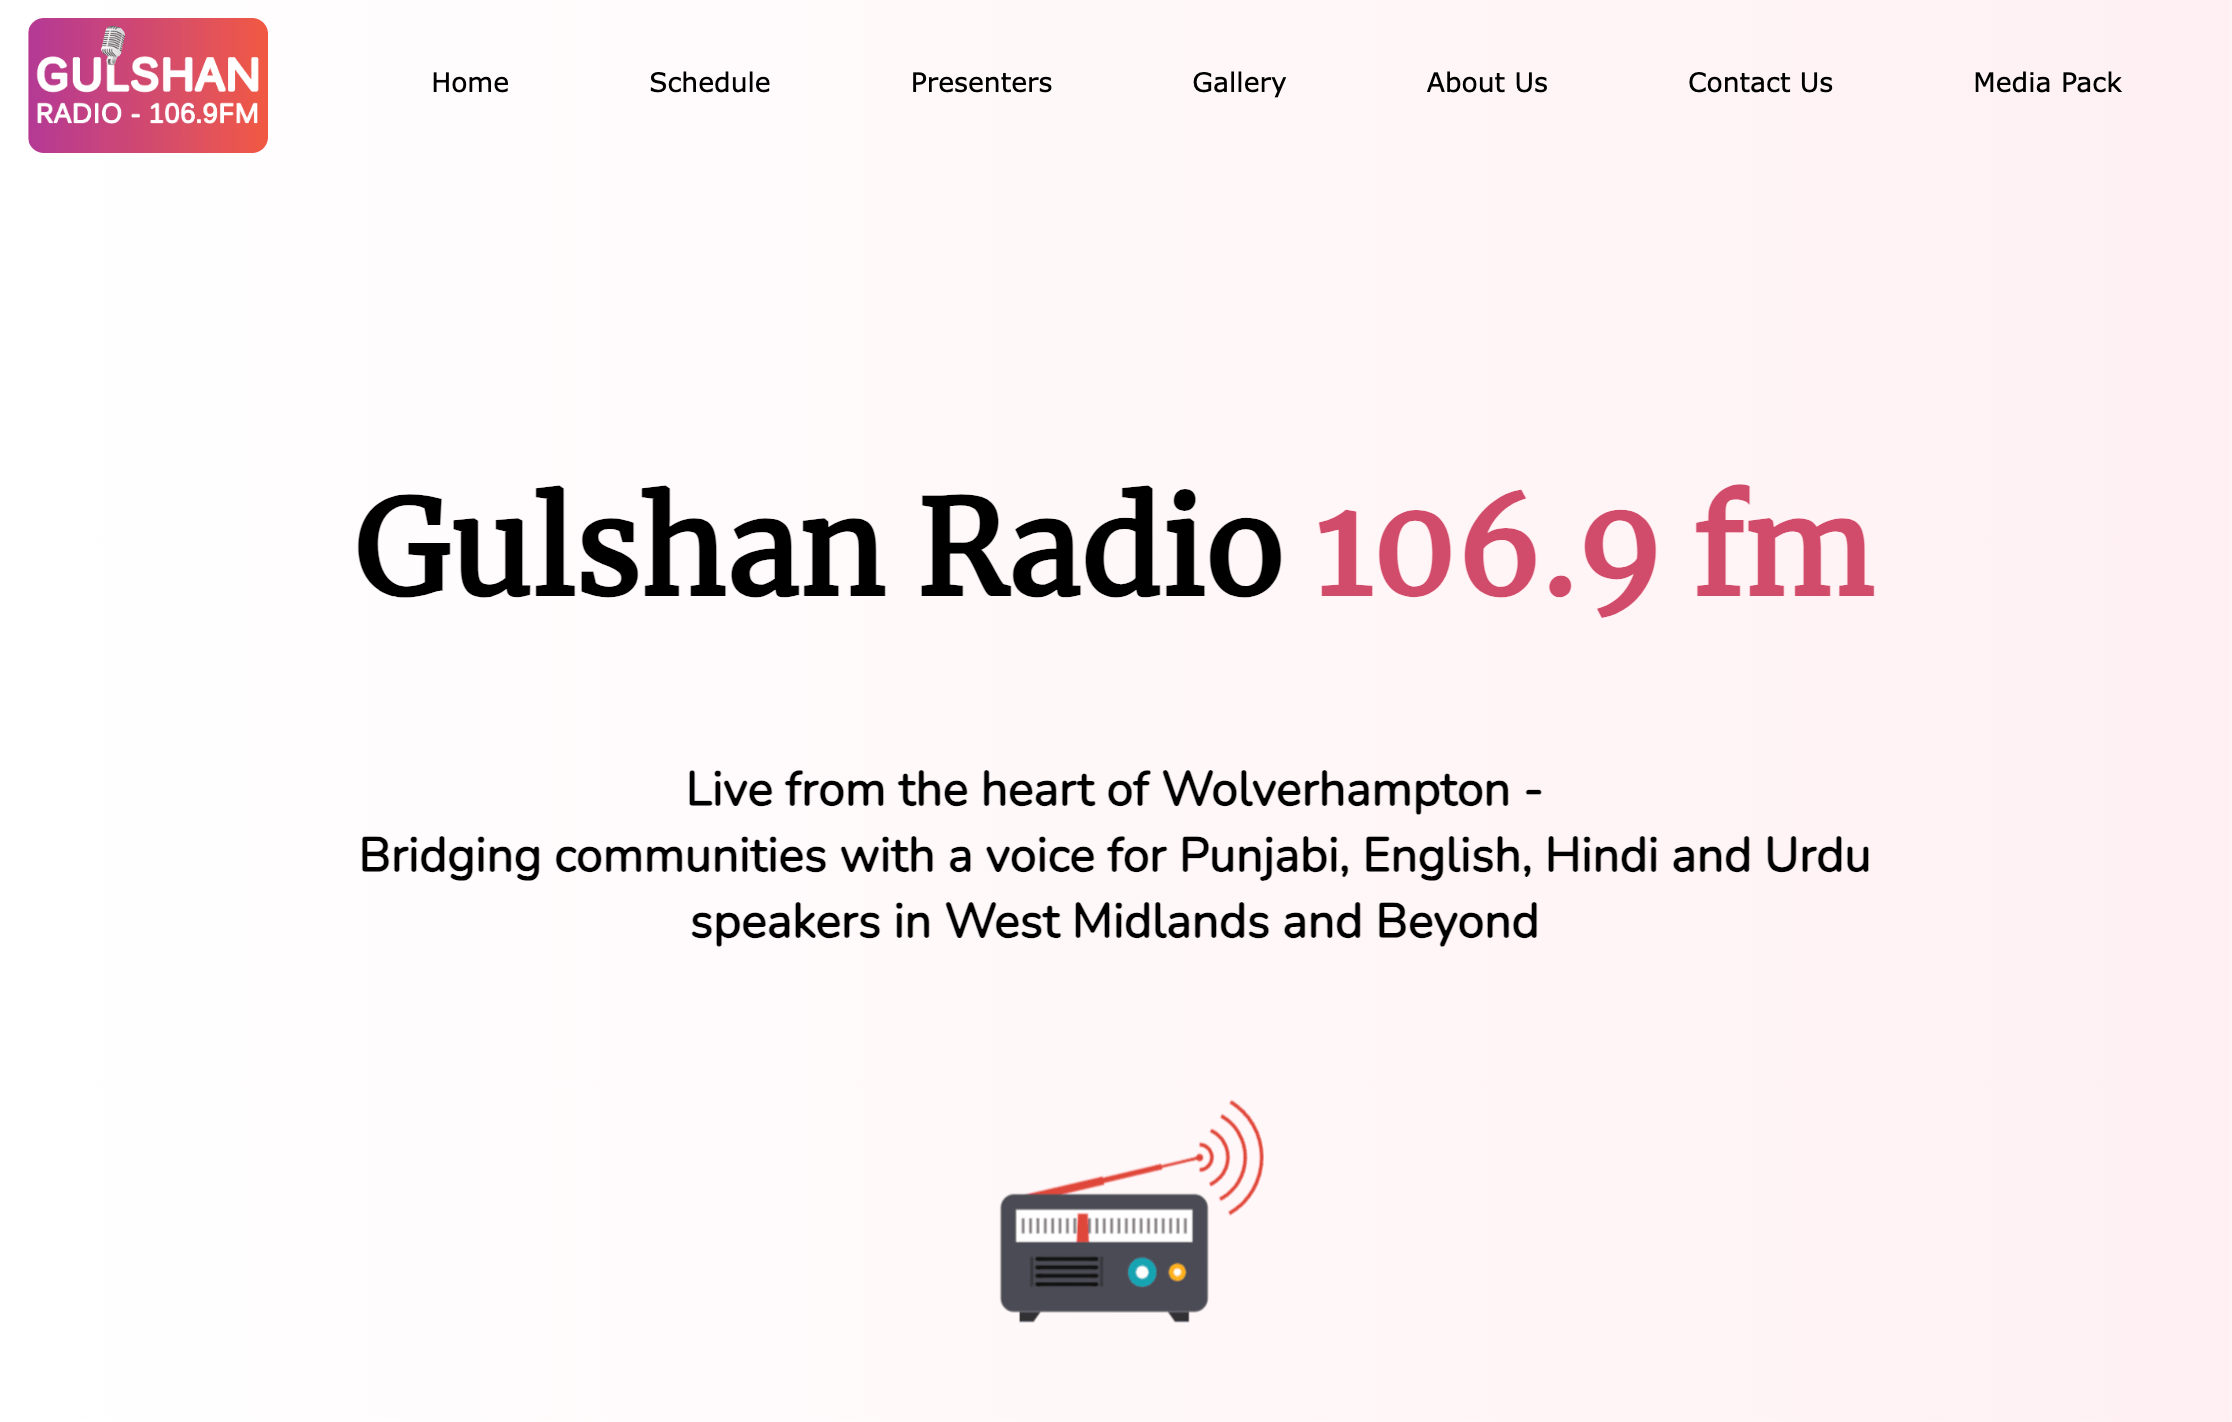 GULSHAN
RADIO - 106.9FM
Home
Schedule
Presenters
Gallery
About Us
Contact Us
Media Pack
Gulshan Radio 106.9 fm
Live from the heart of Wolverhampton -
Bridging communities with a voice for Punjabi, English, Hindi and Urdu
speakers in West Midlands and Beyond